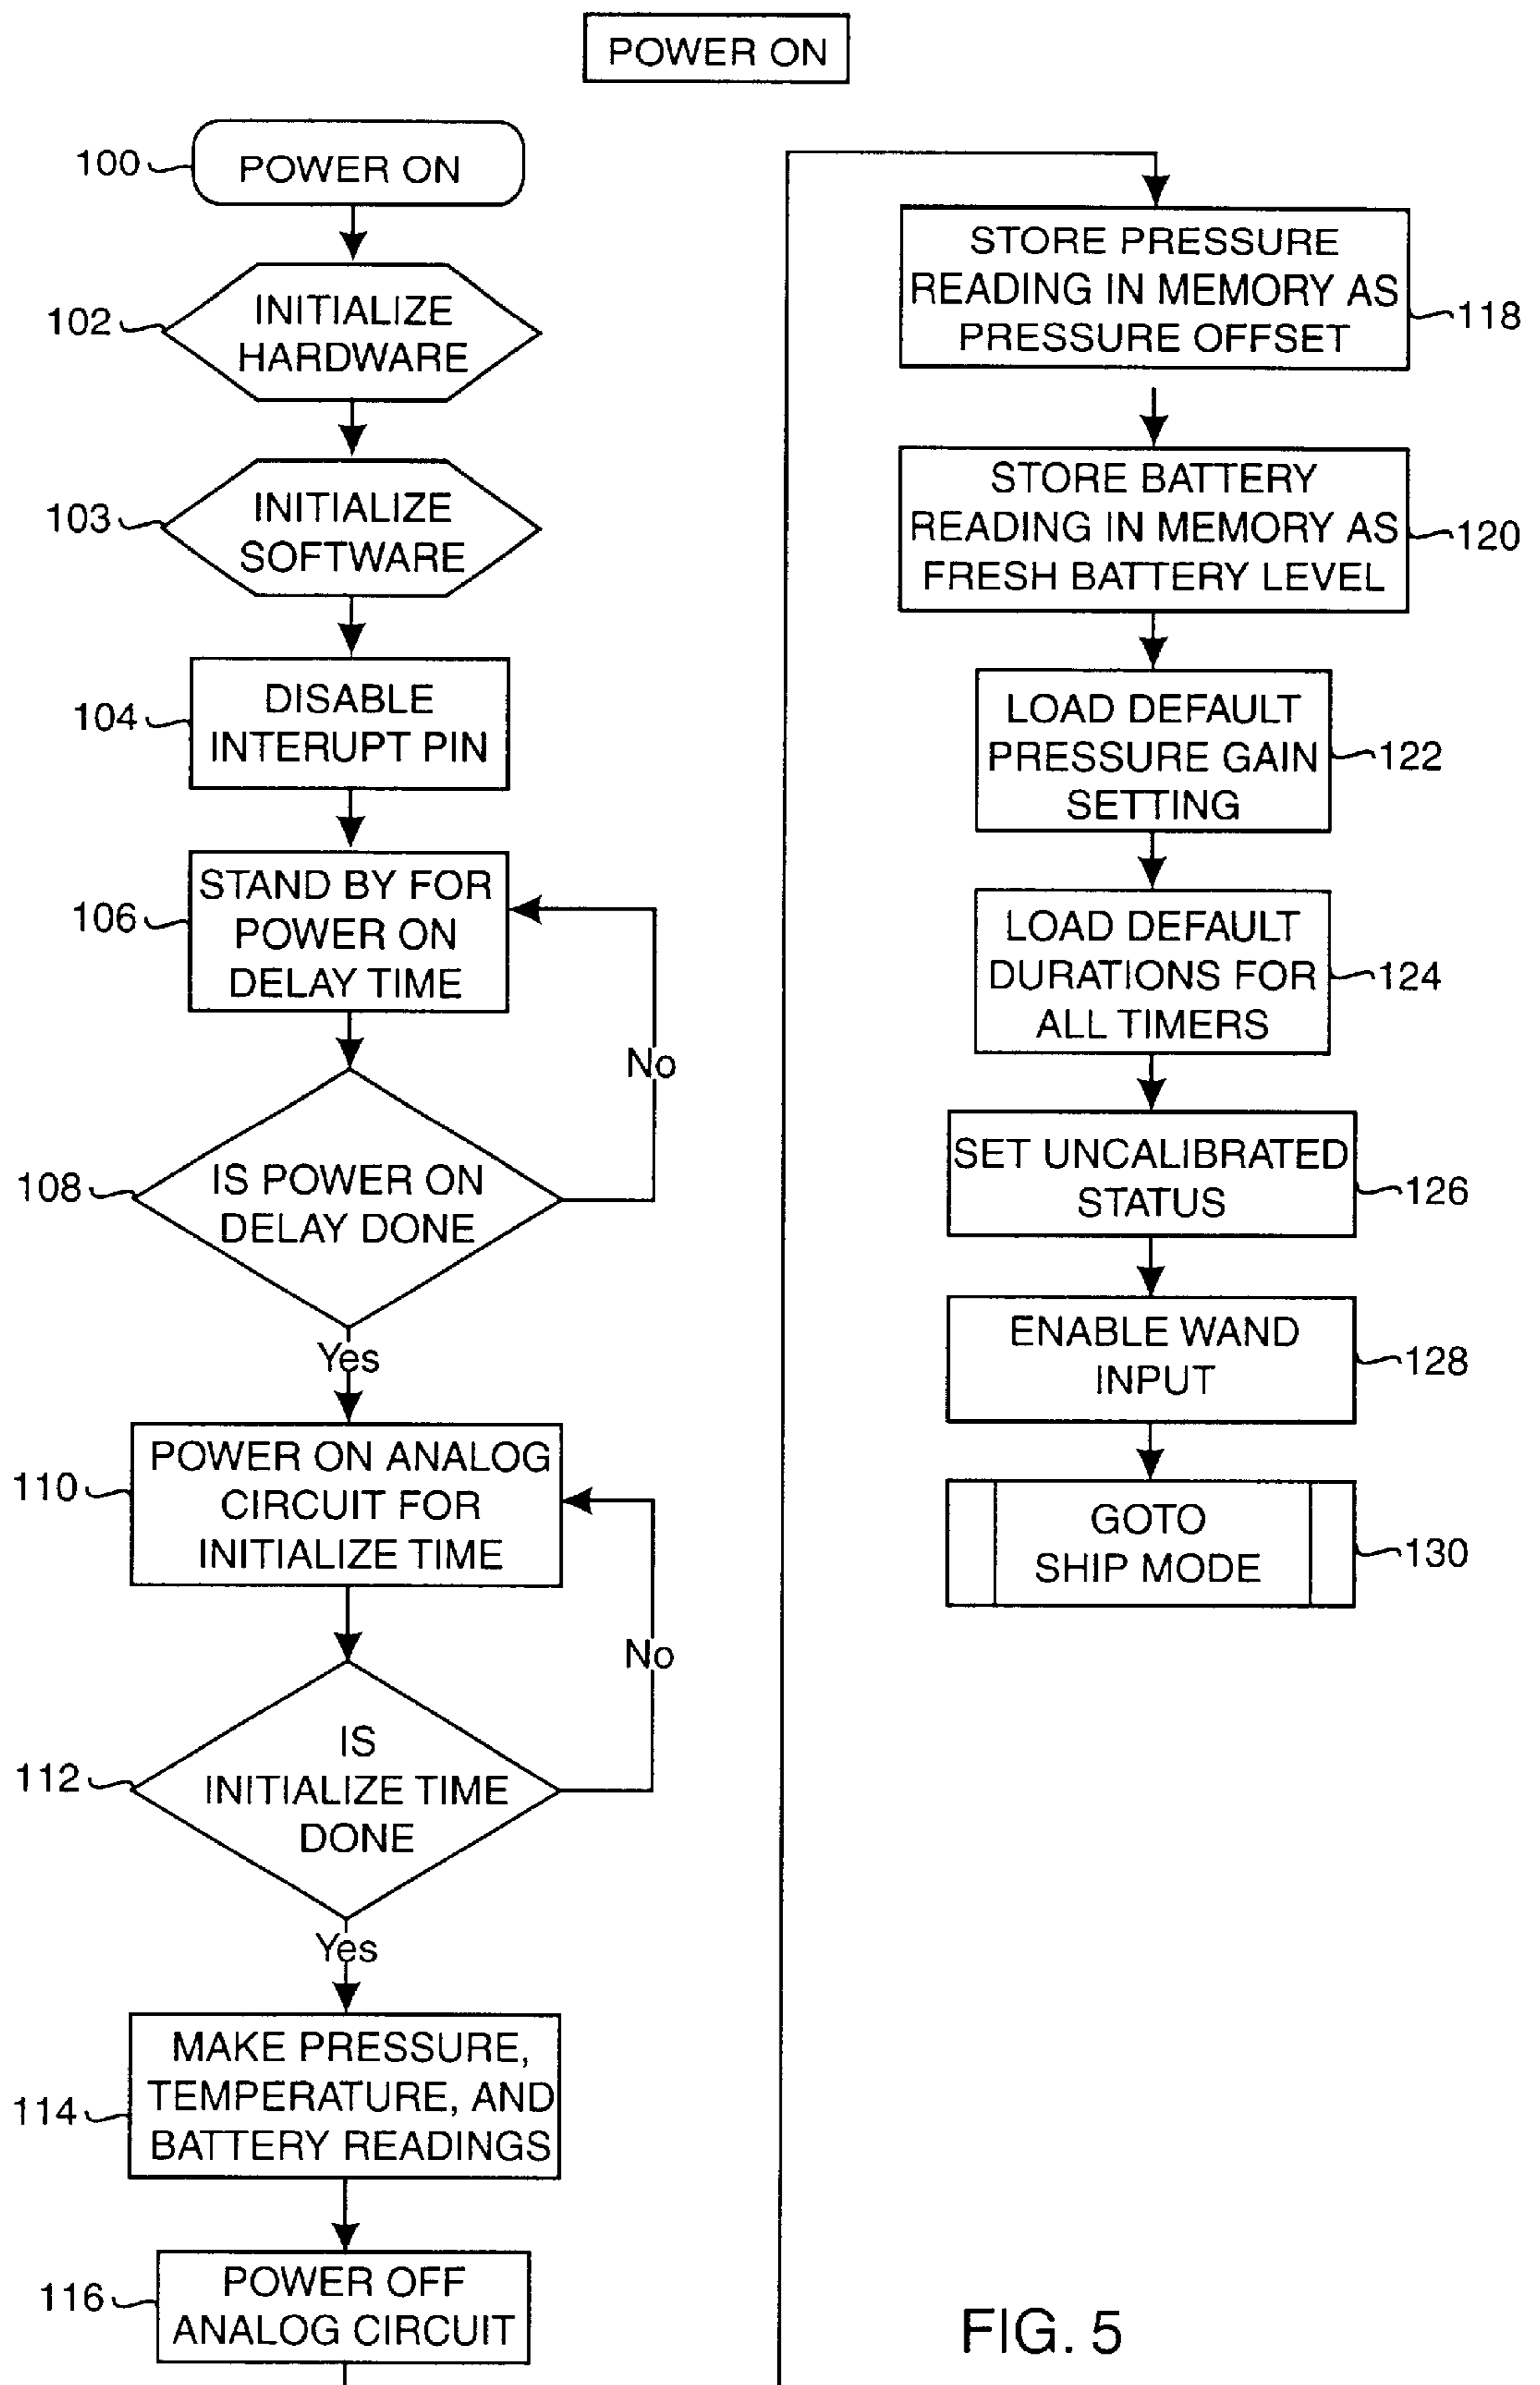 POWER ON
100
POWER ON
102
INITIALIZE
HARDWARE
103
INITIALIZE
SOFTWARE
104
DISABLE
INTERUPT PIN
106
STAND BY FOR
POWER ON
DELAY TIME
No
108
IS POWER ON
DELAY DONE
Yes
110
POWER ON ANALOG
CIRCUIT FOR
INITIALIZE TIME
No
112
IS
INITIALIZE TIME
DONE
Yes
114
MAKE PRESSURE,
TEMPERATURE, AND
BATTERY READINGS
116
POWER OFF
ANALOG CIRCUIT
STORE PRESSURE
READING IN MEMORY AS
PRESSURE OFFSET
118
STORE BATTERY
READING IN MEMORY AS
FRESH BATTERY LEVEL
120
LOAD DEFAULT
PRESSURE GAIN
SETTING
122
LOAD DEFAULT
DURATIONS FOR
ALL TIMERS
124
SET UNCALIBRATED
STATUS
126
ENABLE WAND
INPUT
128
GOTO
SHIP MODE
130
FIG. 5